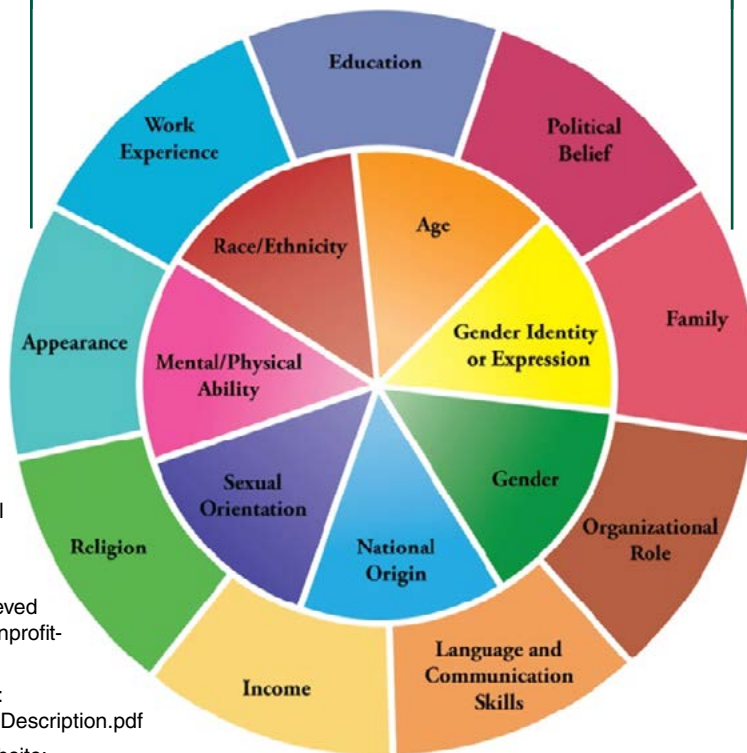 Education
Political
Belief
Family
Organizational
Role
Language and
Communication
Skills
Income
Religion
Appearance
Work
Experience
Race/Ethnicity
Age
Gender Identity
or Expression
Gender
National
Origin
Sexual
Orientation
Mental/Physical
Ability
nprofit-
Description.pdf